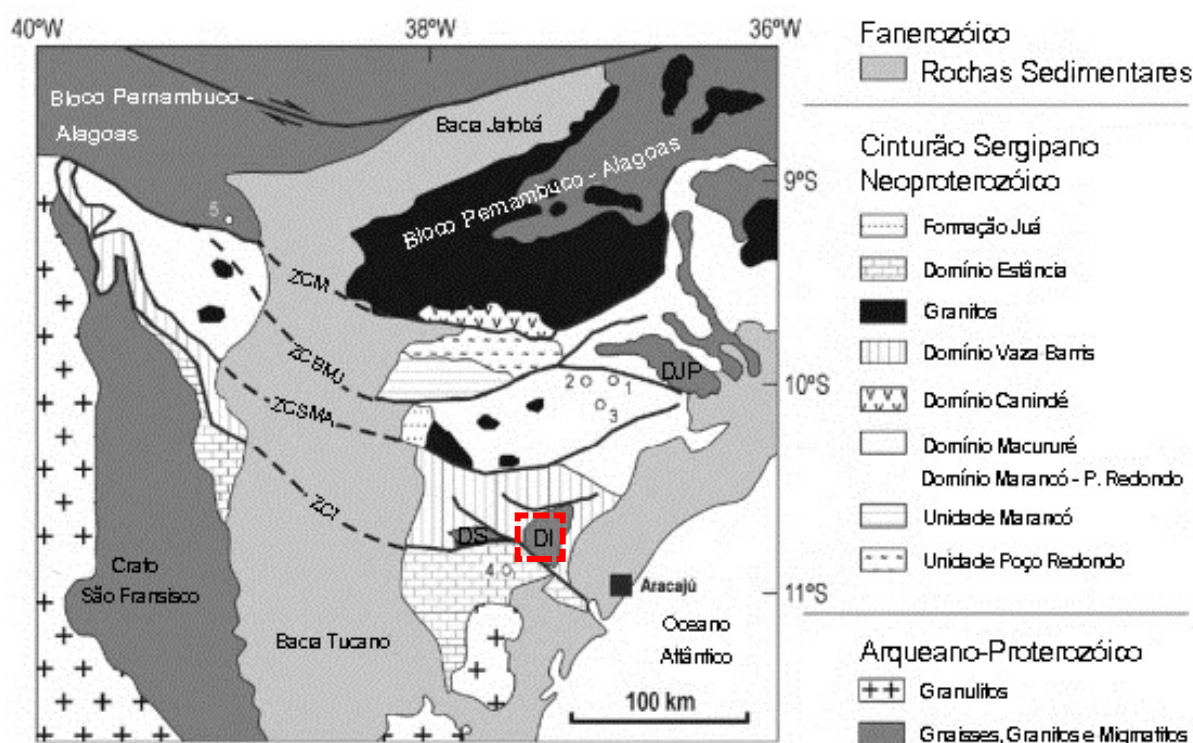 40ºW
38ºW
36ºW
Bloco Pernambuco -
Alagoas
Bacia Jatobá
Bloco Pernambuco - Alagoas
9ºS
5
ZCM
ZCBMJ
ZCSMA
ZCI
DJP
10ºS
2
1
3
DS
DI
4
Aracajú
11ºS
Crato
São Fransisco
Bacia Tucano
Oceano
Atlântico
100 km
Fanerozóico
Rochas Sedimentares
Cinturão Sergipano
Neoproterozóico
Formação Juá
Domínio Estância
Granitos
Domínio Vaza Barris
Domínio Canindé
Domínio Macururé
Domínio Marancó - P. Redondo
Unidade Marancó
Unidade Poço Redondo
Arqueano-Proterozóico
Granulitos
Gnaisses, Granitos e Migmatitos